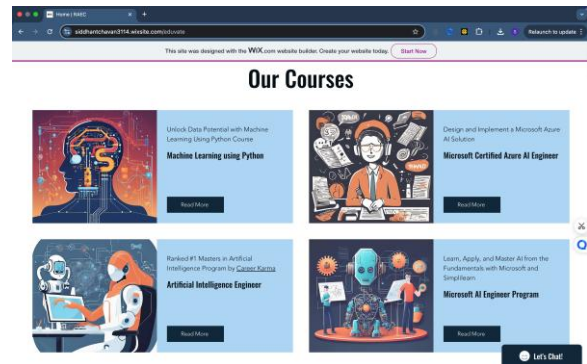 Home | NAEC
siddhantchavan3114.wixsite.com/eduvate
Relaunch to update
This site was designed with the WiX.com website builder. Create your website today.
Start Now
Our Courses
Unlock Data Potential with Machine
Learning Using Python Course
Machine Learning using Python
Read More
Design and Implement a Microsoft Azure
AI Solution
Microsoft Certified Azure AI Engineer
Read More
Ranked #1 Masters in Artificial
Intelligence Program by Career Karma
Artificial Intelligence Engineer
Read More
Learn, Apply, and Master AI from the
Fundamentals with Microsoft and
Simplilearn
Microsoft AI Engineer Program
Read More
Let's Chat!